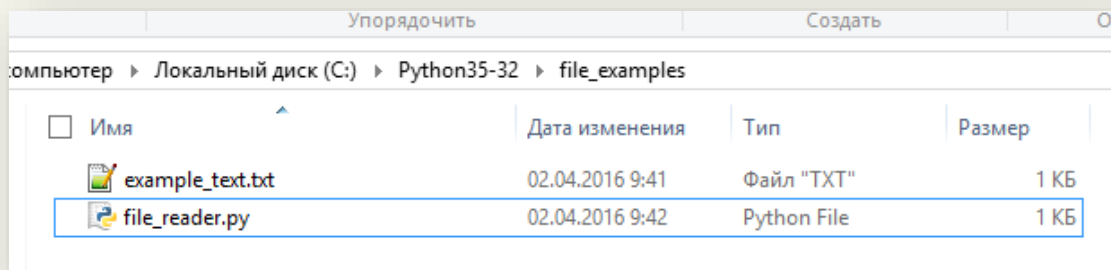 Упорядочить Создать
компьютер Локальный диск (C:) Python35-32 file_examples
Имя Дата изменения Тип Размер
example_text.txt 02.04.2016 9:41 Файл "TXT" 1 КБ
file_reader.py 02.04.2016 9:42 Python File 1 КБ